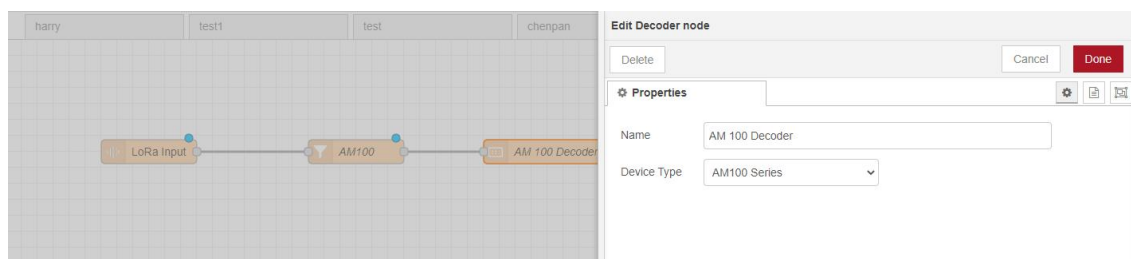 harry
test1
test
chenpan
LoRa Input
AM100
AM 100 Decoder
Edit Decoder node
Delete
Cancel
Done
Properties
Name
AM 100 Decoder
Device Type
AM100 Series